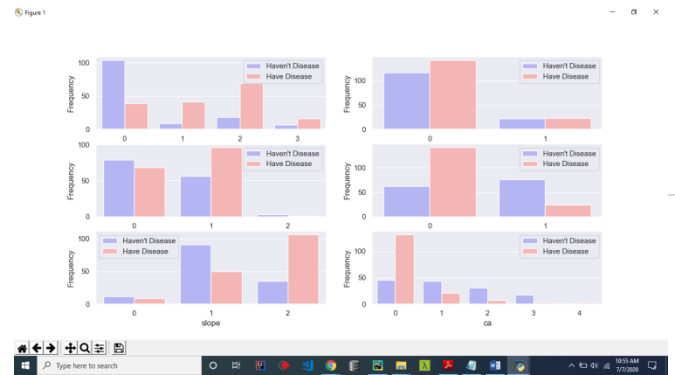 Figure 1
Haven't Disease
Have Disease
Frequency
100
50
0
0 1 2 3
Haven't Disease
Have Disease
Frequency
100
50
0
0 1
Haven't Disease
Have Disease
Frequency
100
50
0
0 1 2
Haven't Disease
Have Disease
Frequency
100
50
0
0 1
Haven't Disease
Have Disease
Frequency
100
50
0
0 1 2
slope
Haven't Disease
Have Disease
Frequency
100
50
0
0 1 2 3 4
ca
Type here to search
10:55 AM
7/7/2020